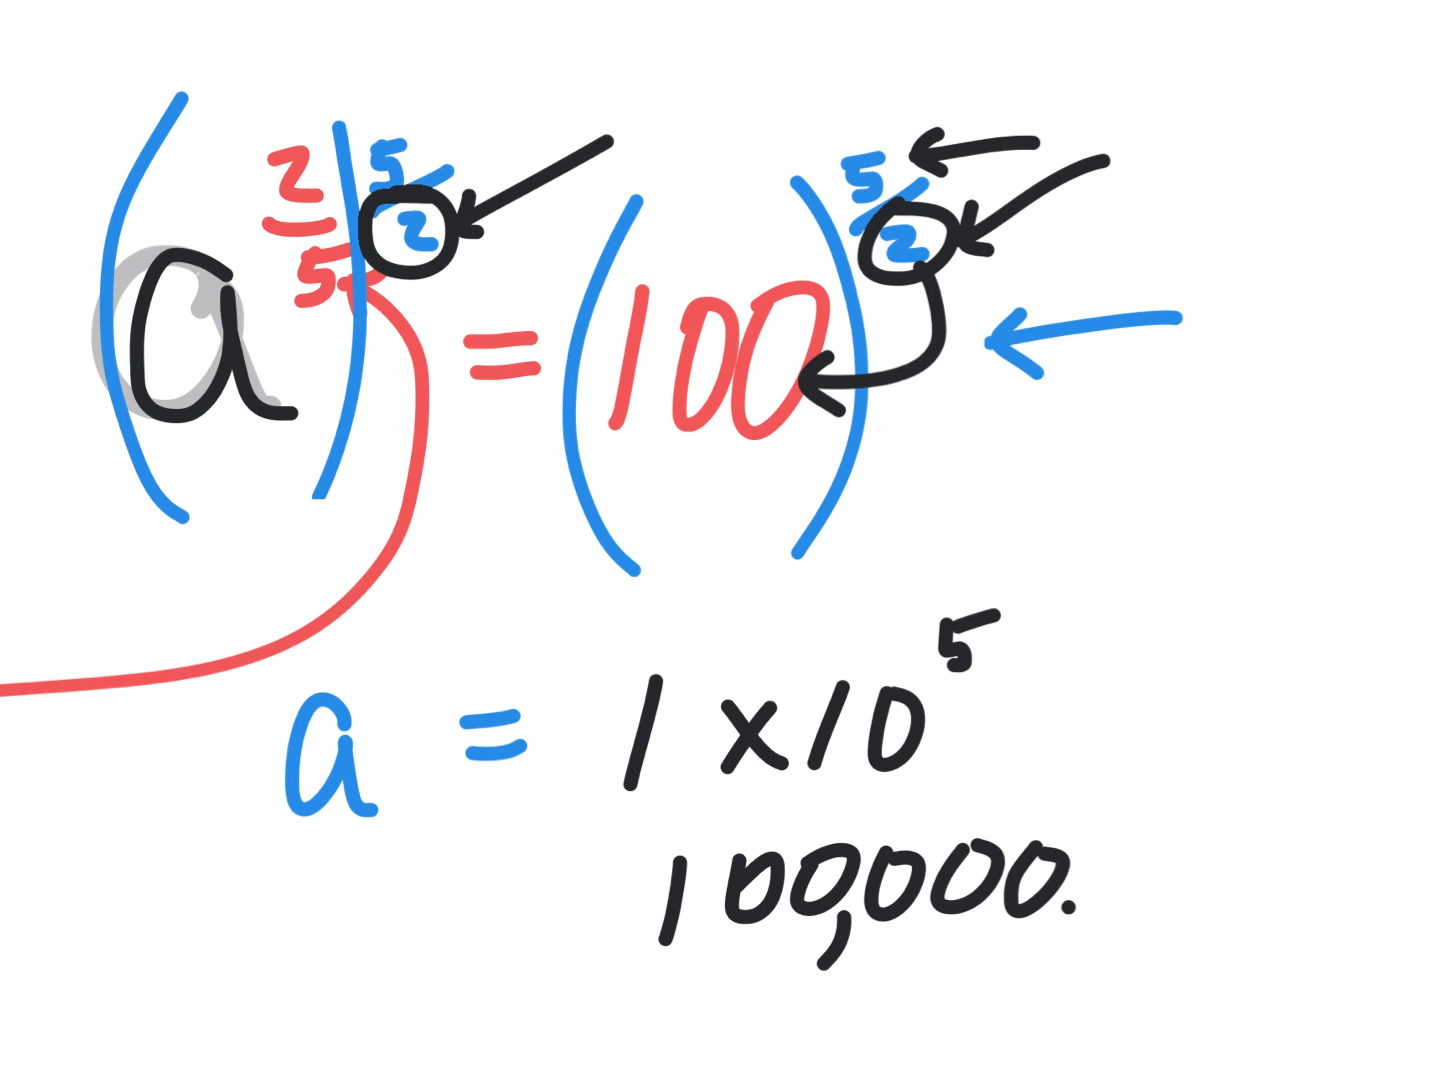 (a^(2/5))^(5/2) = (100)^(5/2)
a = 1 x 10^5
100,000.